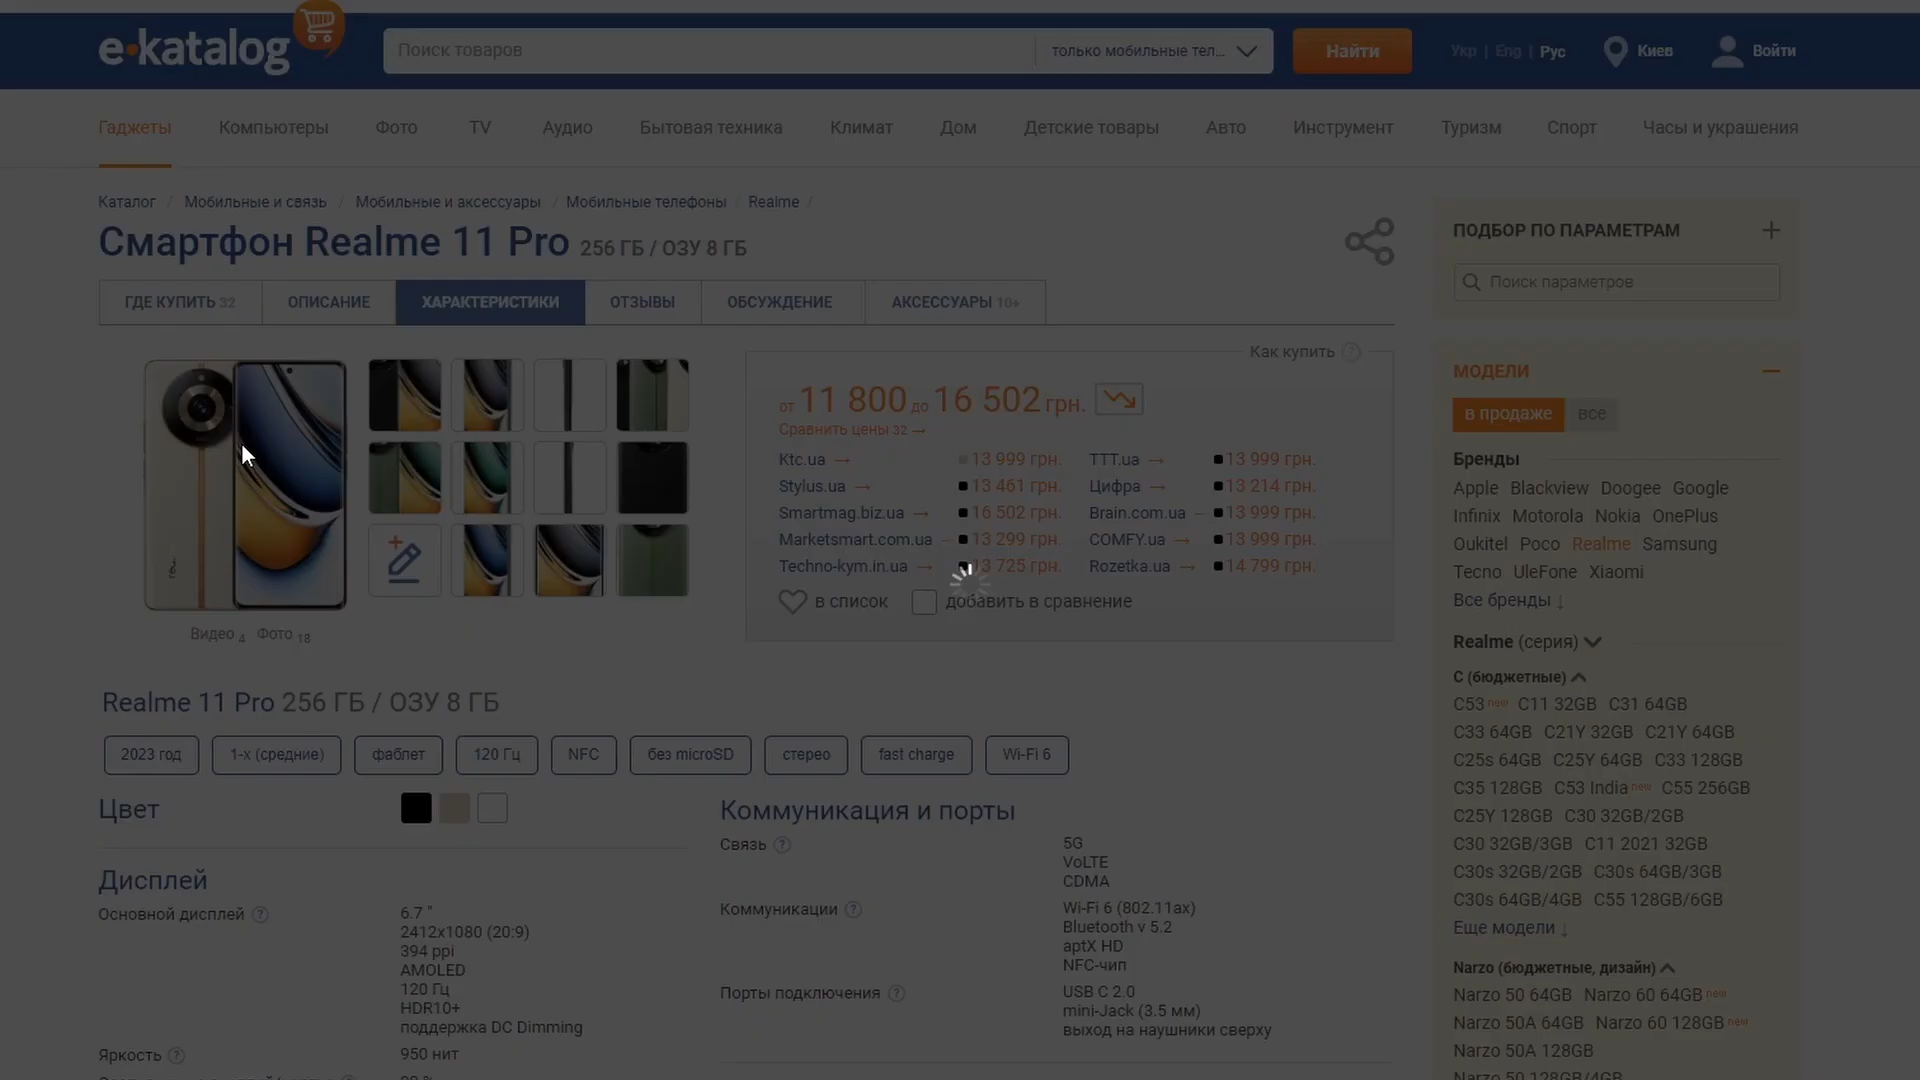 e·katalog
Поиск товаров
только мобильные тел...
Найти
Укр | Eng | Рус
Киев
Войти
Гаджеты Компьютеры Фото TV Аудио Бытовая техника Климат Дом Детские товары Авто Инструмент Туризм Спорт Часы и украшения
Каталог / Мобильные и связь / Мобильные и аксессуары / Мобильные телефоны / Realme /
Смартфон Realme 11 Pro 256 ГБ / ОЗУ 8 ГБ
ГДЕ КУПИТЬ 32 ОПИСАНИЕ ХАРАКТЕРИСТИКИ ОТЗЫВЫ ОБСУЖДЕНИЕ АКСЕССУАРЫ 10+
Как купить ?
от 11 800 до 16 502 грн.
Сравнить цены 32 →
Ktc.ua → 13 999 грн. TTT.ua → 13 999 грн.
Stylus.ua → 13 461 грн. Цифра → 13 214 грн.
Smartmag.biz.ua → 16 502 грн. Brain.com.ua 13 999 грн.
Marketsmart.com.ua 13 299 грн. COMFY.ua → 13 999 грн.
Techno-kym.in.ua → 13 725 грн. Rozetka.ua → 14 799 грн.
в список добавить в сравнение
Видео 4 Фото 18
Realme 11 Pro 256 ГБ / ОЗУ 8 ГБ
2023 год 1-х (средние) фаблет 120 Гц NFC без microSD стерео fast charge Wi-Fi 6
Цвет
Дисплей
Основной дисплей ?
6.7 "
2412x1080 (20:9)
394 ppi
AMOLED
120 Гц
HDR10+
поддержка DC Dimming
Яркость ? 950 нит
Коммуникация и порты
Связь ?
5G
VoLTE
CDMA
Коммуникации ?
Wi-Fi 6 (802.11ax)
Bluetooth v 5.2
aptX HD
NFC-чип
Порты подключения ?
USB C 2.0
mini-Jack (3.5 мм)
выход на наушники сверху
ПОДБОР ПО ПАРАМЕТРАМ
Поиск параметров
МОДЕЛИ
в продаже все
Бренды
Apple Blackview Doogee Google
Infinix Motorola Nokia OnePlus
Oukitel Poco Realme Samsung
Tecno UleFone Xiaomi
Все бренды ↓
Realme (серия)
C (бюджетные)
C53 new C11 32GB C31 64GB
C33 64GB C21Y 32GB C21Y 64GB
C25s 64GB C25Y 64GB C33 128GB
C35 128GB C53 India new C55 256GB
C25Y 128GB C30 32GB/2GB
C30 32GB/3GB C11 2021 32GB
C30s 32GB/2GB C30s 64GB/3GB
C30s 64GB/4GB C55 128GB/6GB
Еще модели ↓
Narzo (бюджетные, дизайн)
Narzo 50 64GB Narzo 60 64GB new
Narzo 50A 64GB Narzo 60 128GB new
Narzo 50A 128GB
Narzo 50 128GB/4GB